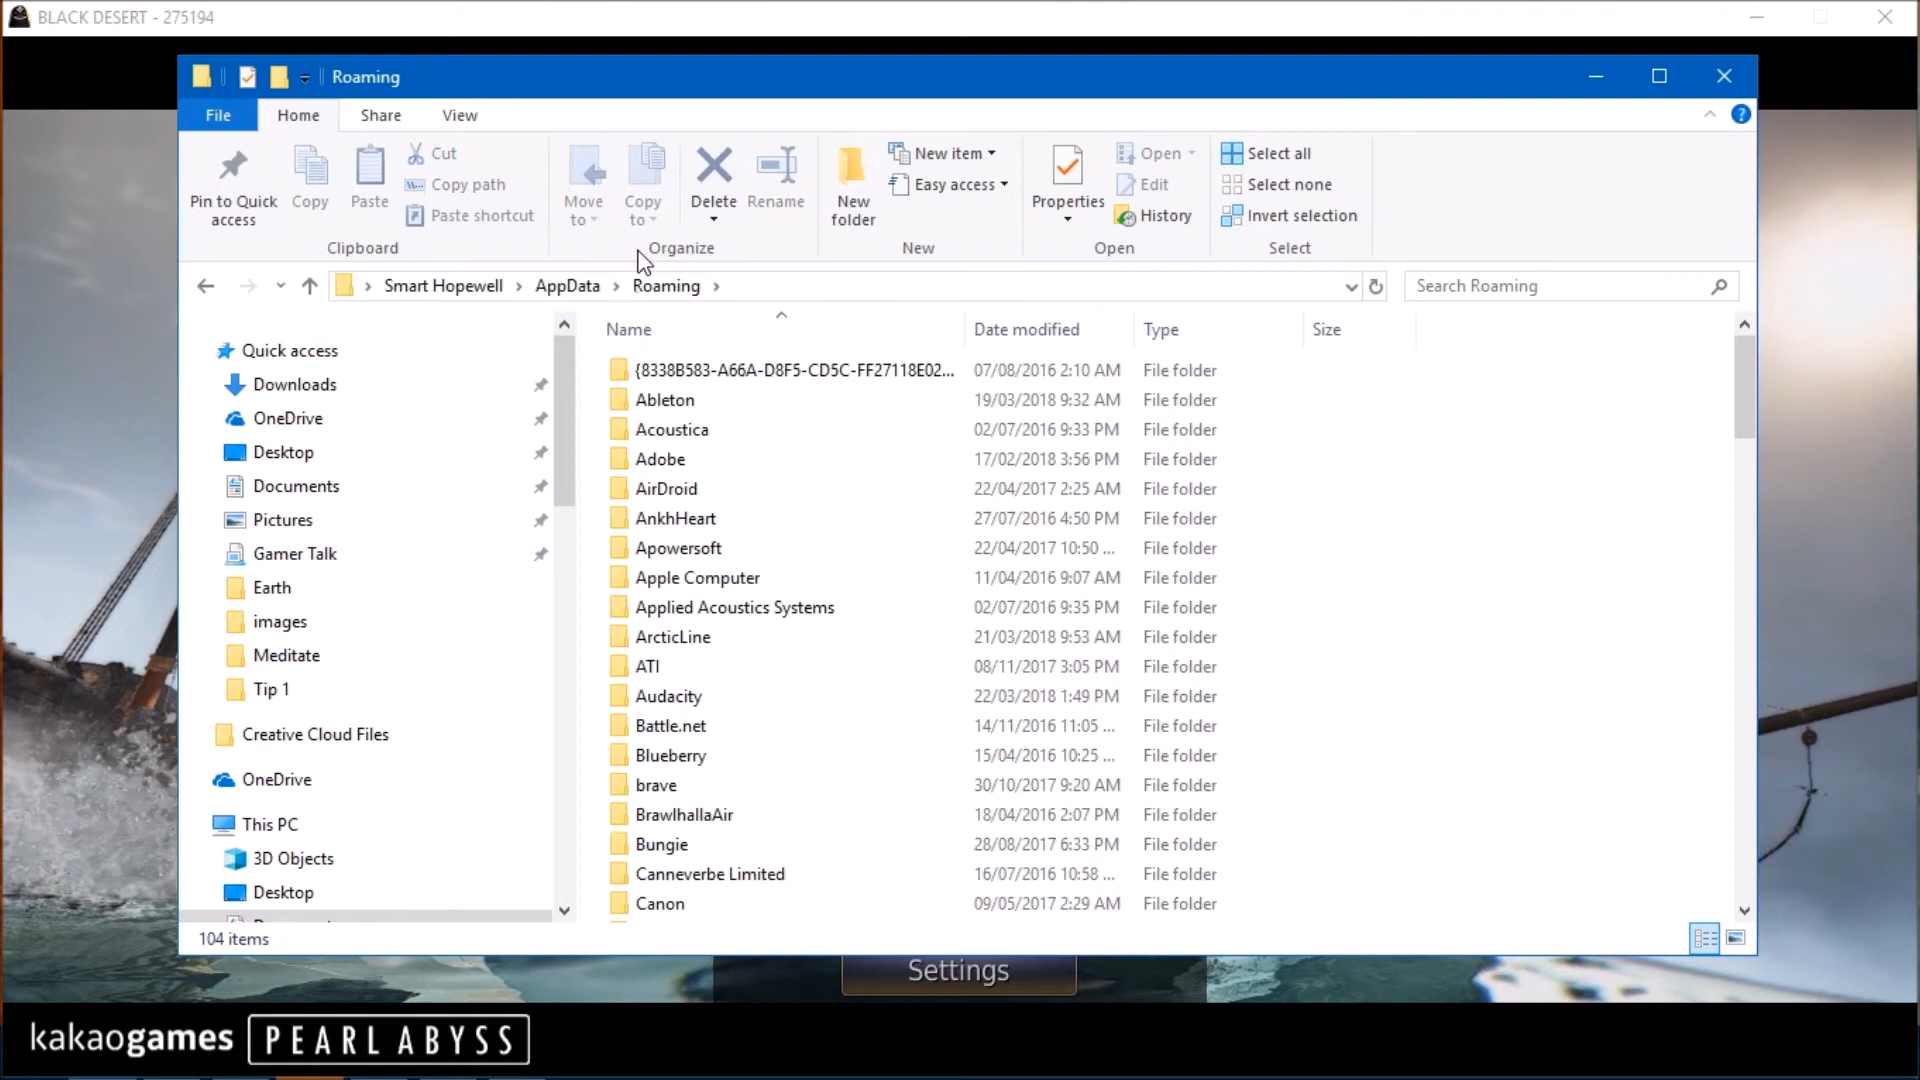 BLACK DESERT - 275194
Roaming
File
Home
Share
View
Pin to Quick access
Copy
Paste
Cut
Copy path
Paste shortcut
Clipboard
Move to
Copy to
Delete
Rename
Organize
New folder
New item
Easy access
New
Properties
Open
Edit
History
Open
Select all
Select none
Invert selection
Select
Smart Hopewell > AppData > Roaming >
Search Roaming
Quick access
Downloads
OneDrive
Desktop
Documents
Pictures
Gamer Talk
Earth
images
Meditate
Tip 1
Creative Cloud Files
OneDrive
This PC
3D Objects
Desktop
Name Date modified Type Size
{8338B583-A66A-D8F5-CD5C-FF27118E02... 07/08/2016 2:10 AM File folder
Ableton 19/03/2018 9:32 AM File folder
Acoustica 02/07/2016 9:33 PM File folder
Adobe 17/02/2018 3:56 PM File folder
AirDroid 22/04/2017 2:25 AM File folder
AnkhHeart 27/07/2016 4:50 PM File folder
Apowersoft 22/04/2017 10:50 ... File folder
Apple Computer 11/04/2016 9:07 AM File folder
Applied Acoustics Systems 02/07/2016 9:35 PM File folder
ArcticLine 21/03/2018 9:53 AM File folder
ATI 08/11/2017 3:05 PM File folder
Audacity 22/03/2018 1:49 PM File folder
Battle.net 14/11/2016 11:05 ... File folder
Blueberry 15/04/2016 10:25 ... File folder
brave 30/10/2017 9:20 AM File folder
BrawlhallaAir 18/04/2016 2:07 PM File folder
Bungie 28/08/2017 6:33 PM File folder
Canneverbe Limited 16/07/2016 10:58 ... File folder
Canon 09/05/2017 2:29 AM File folder
104 items
Settings
kakaogames PEARL ABYSS